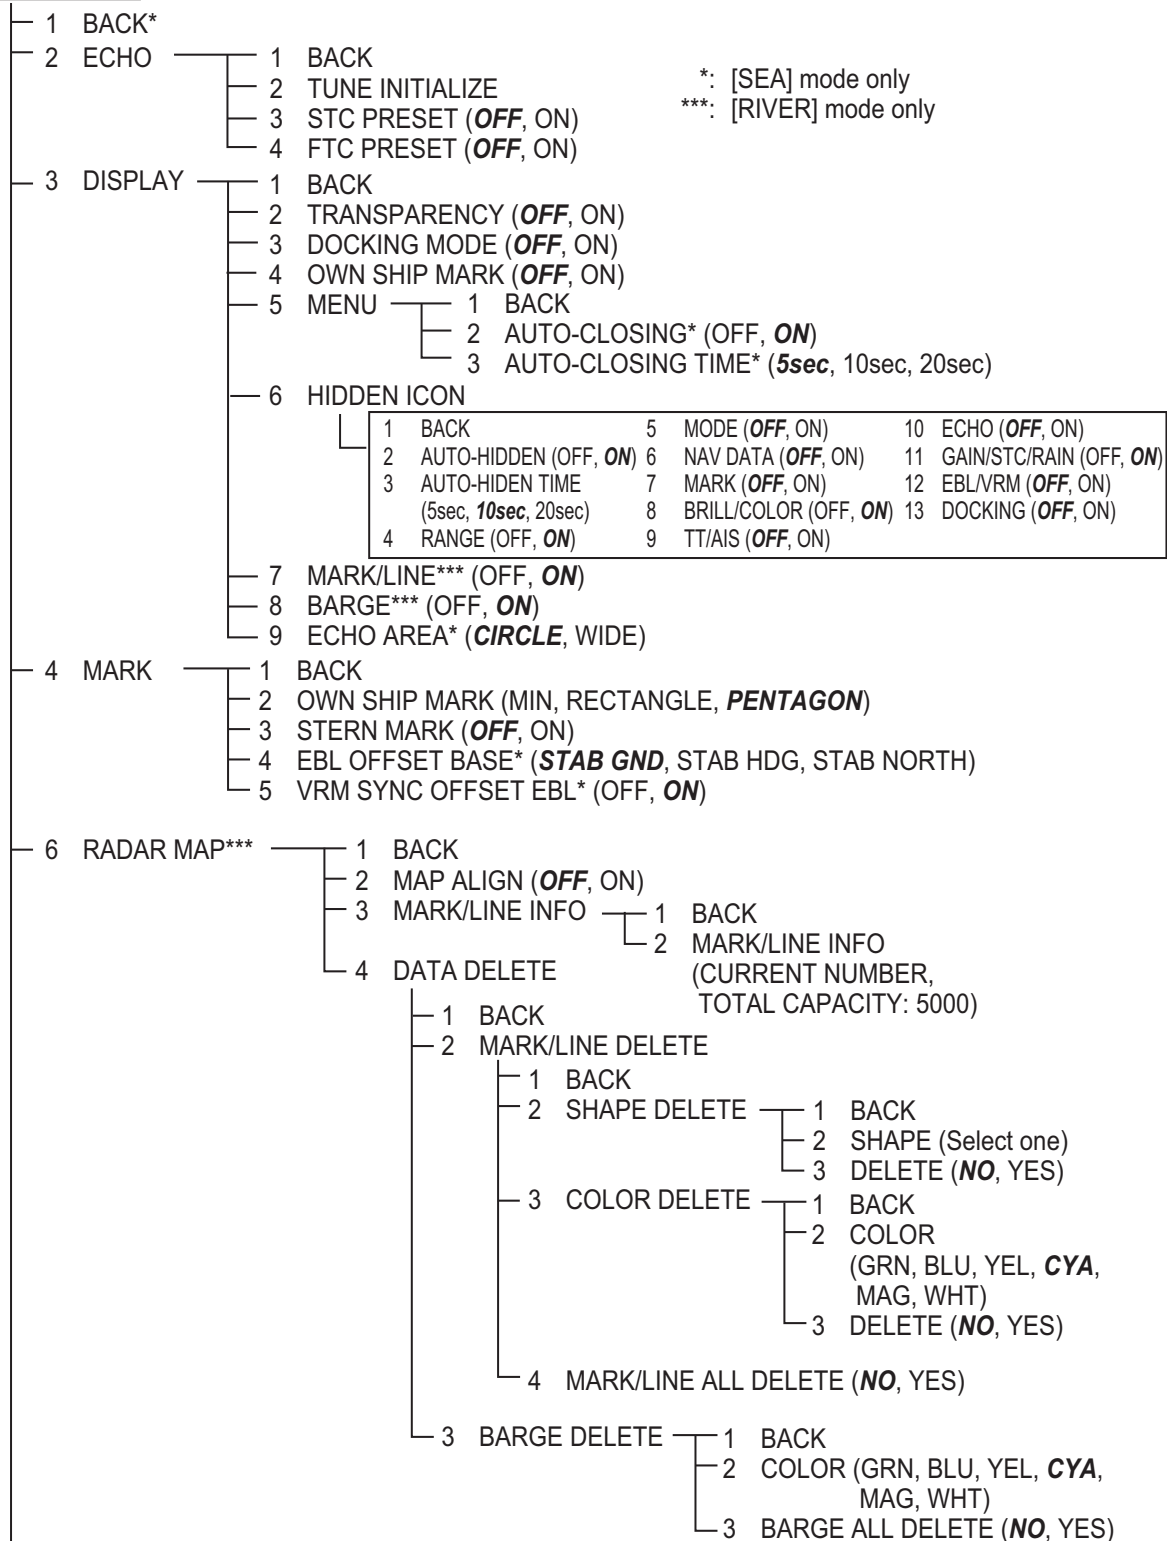 1 BACK*
2 ECHO
1 BACK
2 TUNE INITIALIZE
3 STC PRESET (OFF, ON)
4 FTC PRESET (OFF, ON)
*: [SEA] mode only
***: [RIVER] mode only
3 DISPLAY
1 BACK
2 TRANSPARENCY (OFF, ON)
3 DOCKING MODE (OFF, ON)
4 OWN SHIP MARK (OFF, ON)
5 MENU
1 BACK
2 AUTO-CLOSING* (OFF, ON)
3 AUTO-CLOSING TIME* (5sec, 10sec, 20sec)
6 HIDDEN ICON
1 BACK
2 AUTO-HIDDEN (OFF, ON)
3 AUTO-HIDEN TIME
(5sec, 10sec, 20sec)
4 RANGE (OFF, ON)
5 MODE (OFF, ON)
6 NAV DATA (OFF, ON)
7 MARK (OFF, ON)
8 BRILL/COLOR (OFF, ON)
9 TT/AIS (OFF, ON)
10 ECHO (OFF, ON)
11 GAIN/STC/RAIN (OFF, ON)
12 EBL/VRM (OFF, ON)
13 DOCKING (OFF, ON)
7 MARK/LINE*** (OFF, ON)
8 BARGE*** (OFF, ON)
9 ECHO AREA* (CIRCLE, WIDE)
4 MARK
1 BACK
2 OWN SHIP MARK (MIN, RECTANGLE, PENTAGON)
3 STERN MARK (OFF, ON)
4 EBL OFFSET BASE* (STAB GND, STAB HDG, STAB NORTH)
5 VRM SYNC OFFSET EBL* (OFF, ON)
6 RADAR MAP***
1 BACK
2 MAP ALIGN (OFF, ON)
3 MARK/LINE INFO
1 BACK
2 MARK/LINE INFO
(CURRENT NUMBER,
TOTAL CAPACITY: 5000)
4 DATA DELETE
1 BACK
2 MARK/LINE DELETE
1 BACK
2 SHAPE DELETE
1 BACK
2 SHAPE (Select one)
3 DELETE (NO, YES)
3 COLOR DELETE
1 BACK
2 COLOR
(GRN, BLU, YEL, CYA,
MAG, WHT)
3 DELETE (NO, YES)
4 MARK/LINE ALL DELETE (NO, YES)
3 BARGE DELETE
1 BACK
2 COLOR (GRN, BLU, YEL, CYA,
MAG, WHT)
3 BARGE ALL DELETE (NO, YES)